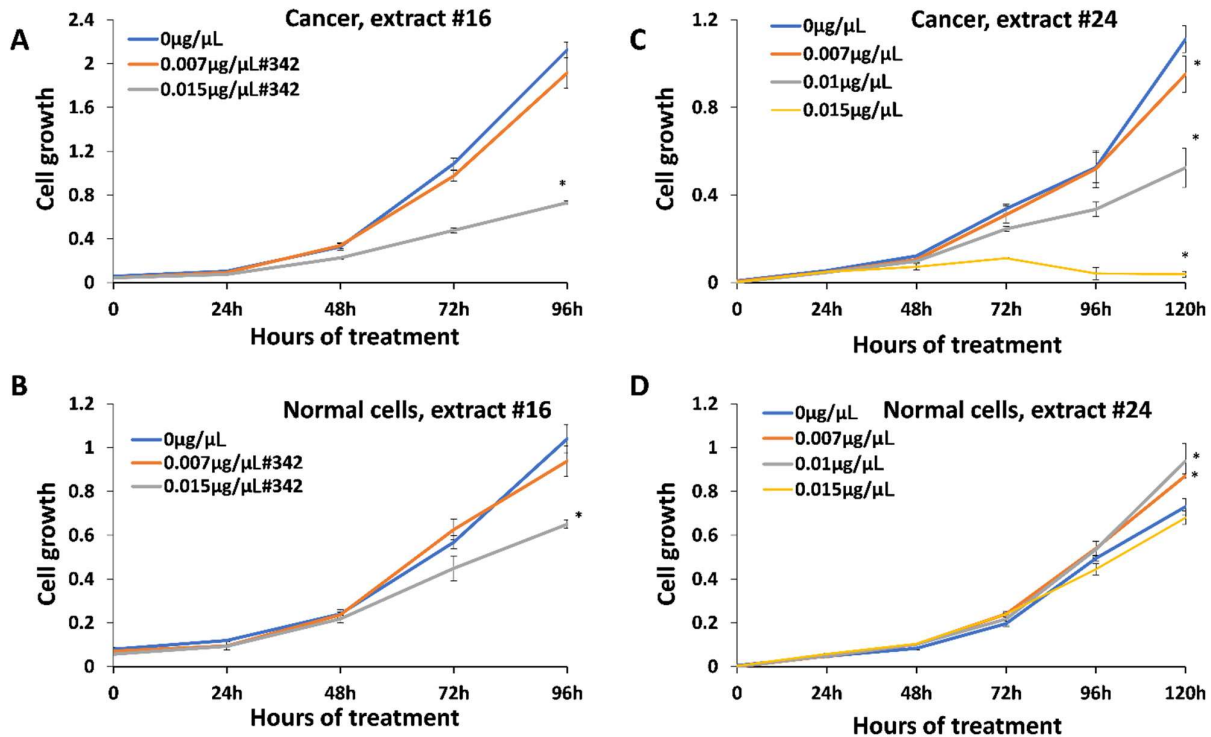 A
Cancer, extract #16
0µg/µL
0.007µg/µL#342
0.015µg/µL#342
2.4
2
1.6
1.2
0.8
0.4
0
Cell growth
*
0 24h 48h 72h 96h
Hours of treatment
B
Normal cells, extract #16
0µg/µL
0.007µg/µL#342
0.015µg/µL#342
1.2
1
0.8
0.6
0.4
0.2
0
Cell growth
*
0 24h 48h 72h 96h
Hours of treatment
C
Cancer, extract #24
0µg/µL
0.007µg/µL
0.01µg/µL
0.015µg/µL
1.2
0.8
0.4
0
Cell growth
*
*
*
0 24h 48h 72h 96h 120h
Hours of treatment
D
Normal cells, extract #24
0µg/µL
0.007µg/µL
0.01µg/µL
0.015µg/µL
1.2
1
0.8
0.6
0.4
0.2
0
Cell growth
*
*
0 24h 48h 72h 96h 120h
Hours of treatment